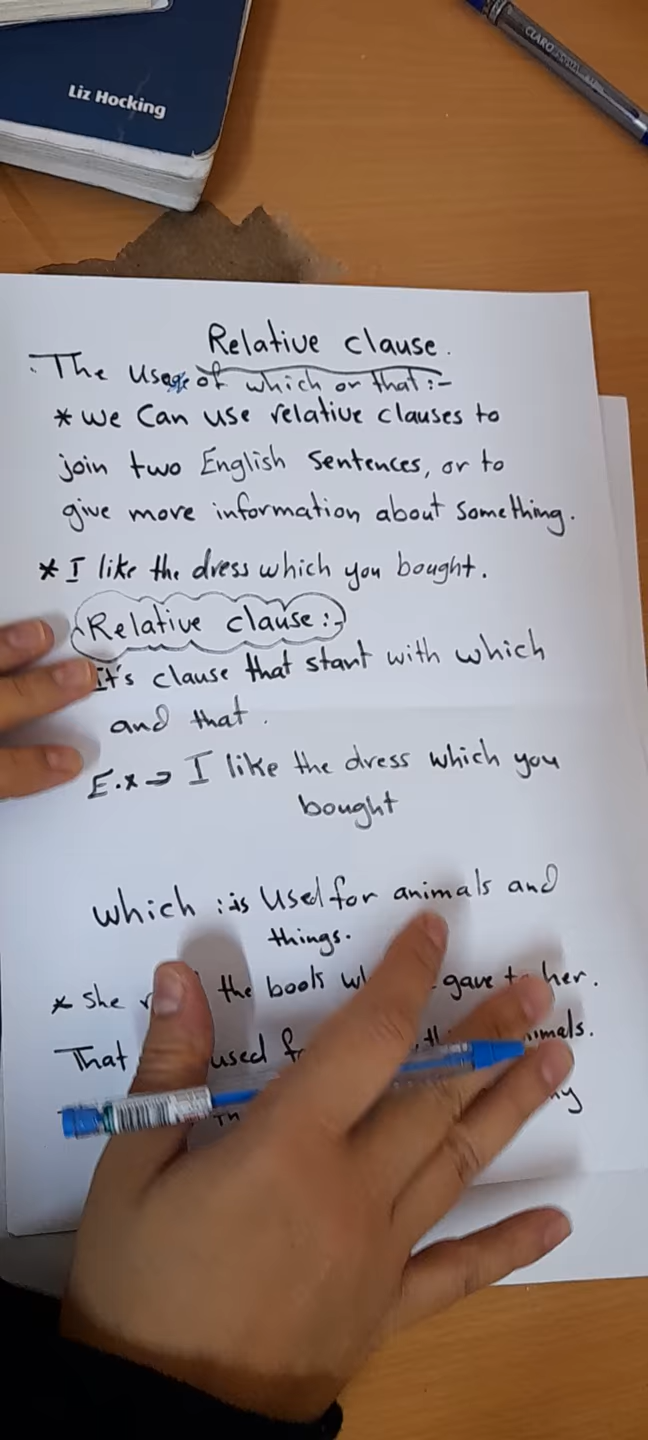 Liz Hocking
CLARO
Relative clause.
The usage of which or that :-
* we can use relative clauses to
join two English sentences, or to
give more information about something.
* I like the dress which you bought.
Relative clause :-
It's clause that start with which
and that.
E.x → I like the dress which you
bought
which : is Used for animals and
things.
* she the book gave to her.
That used